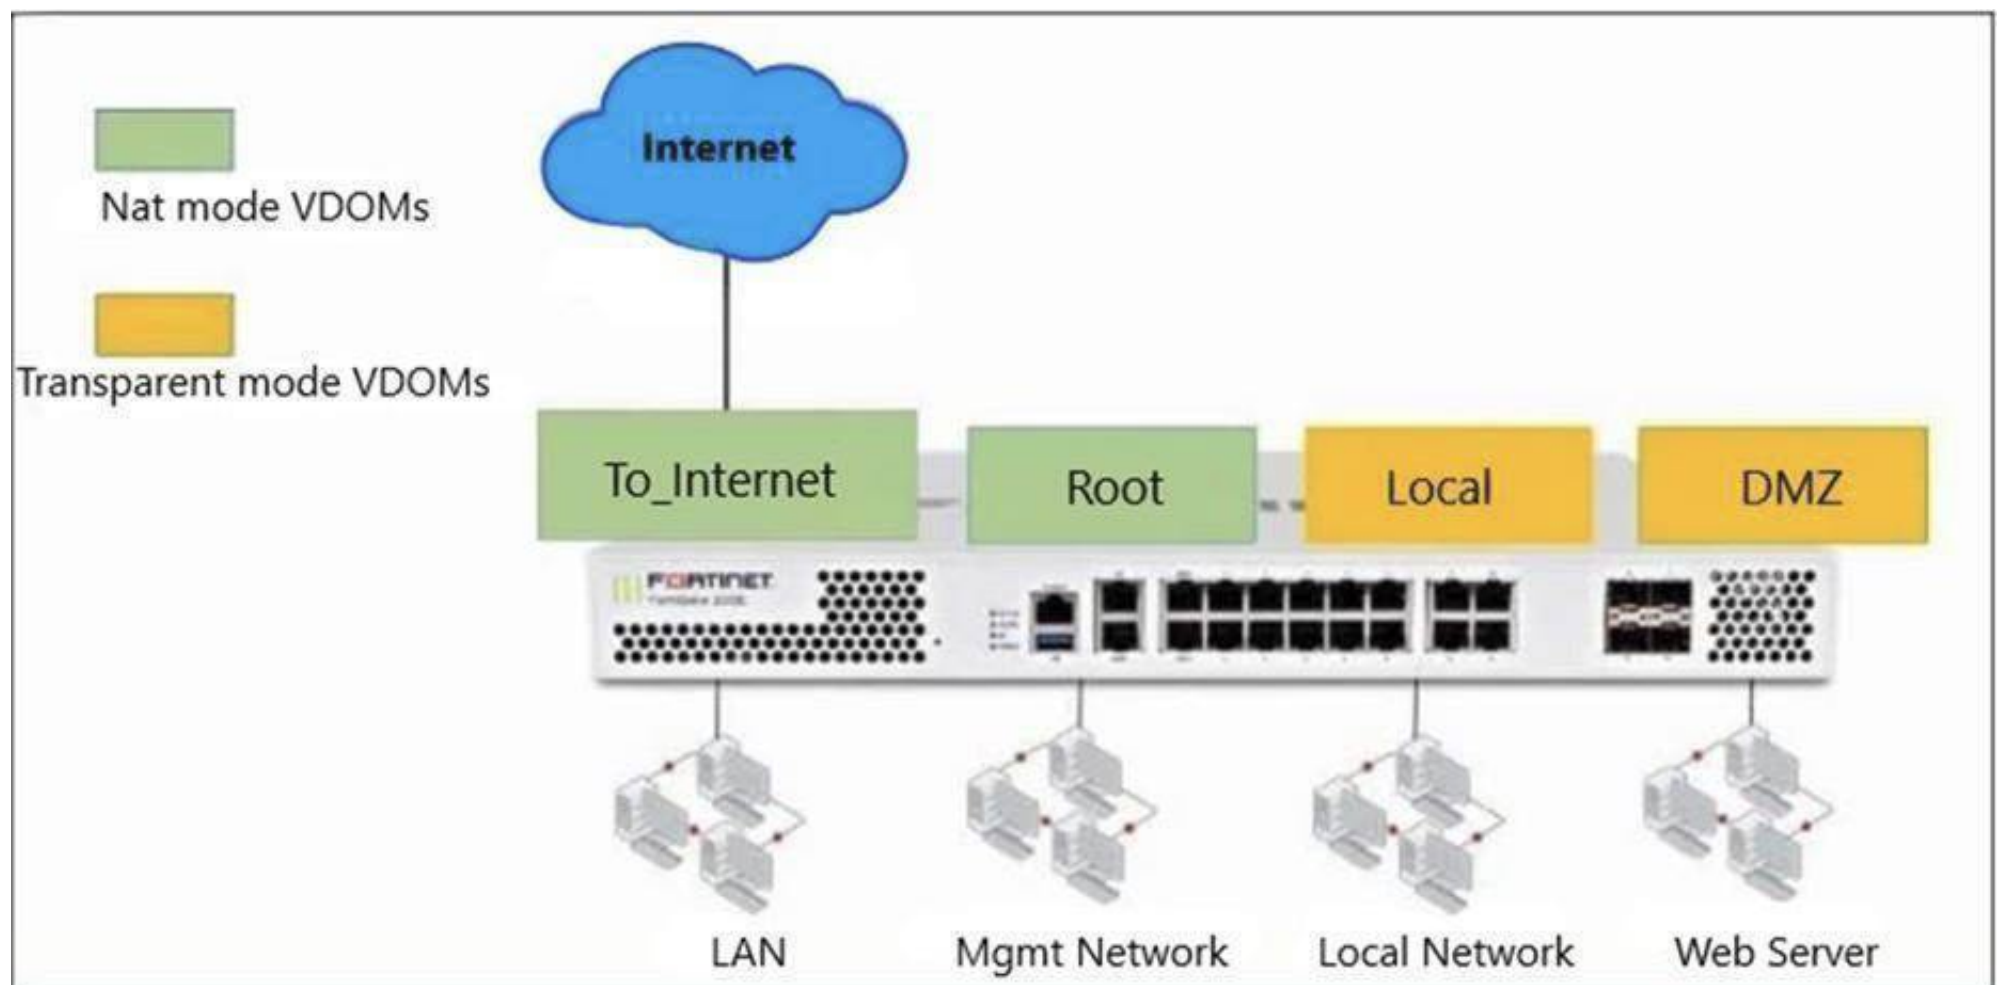 Internet
Nat mode VDOMs
Transparent mode VDOMs
To_Internet
Root
Local
DMZ
FORTINET
LAN
Mgmt Network
Local Network
Web Server